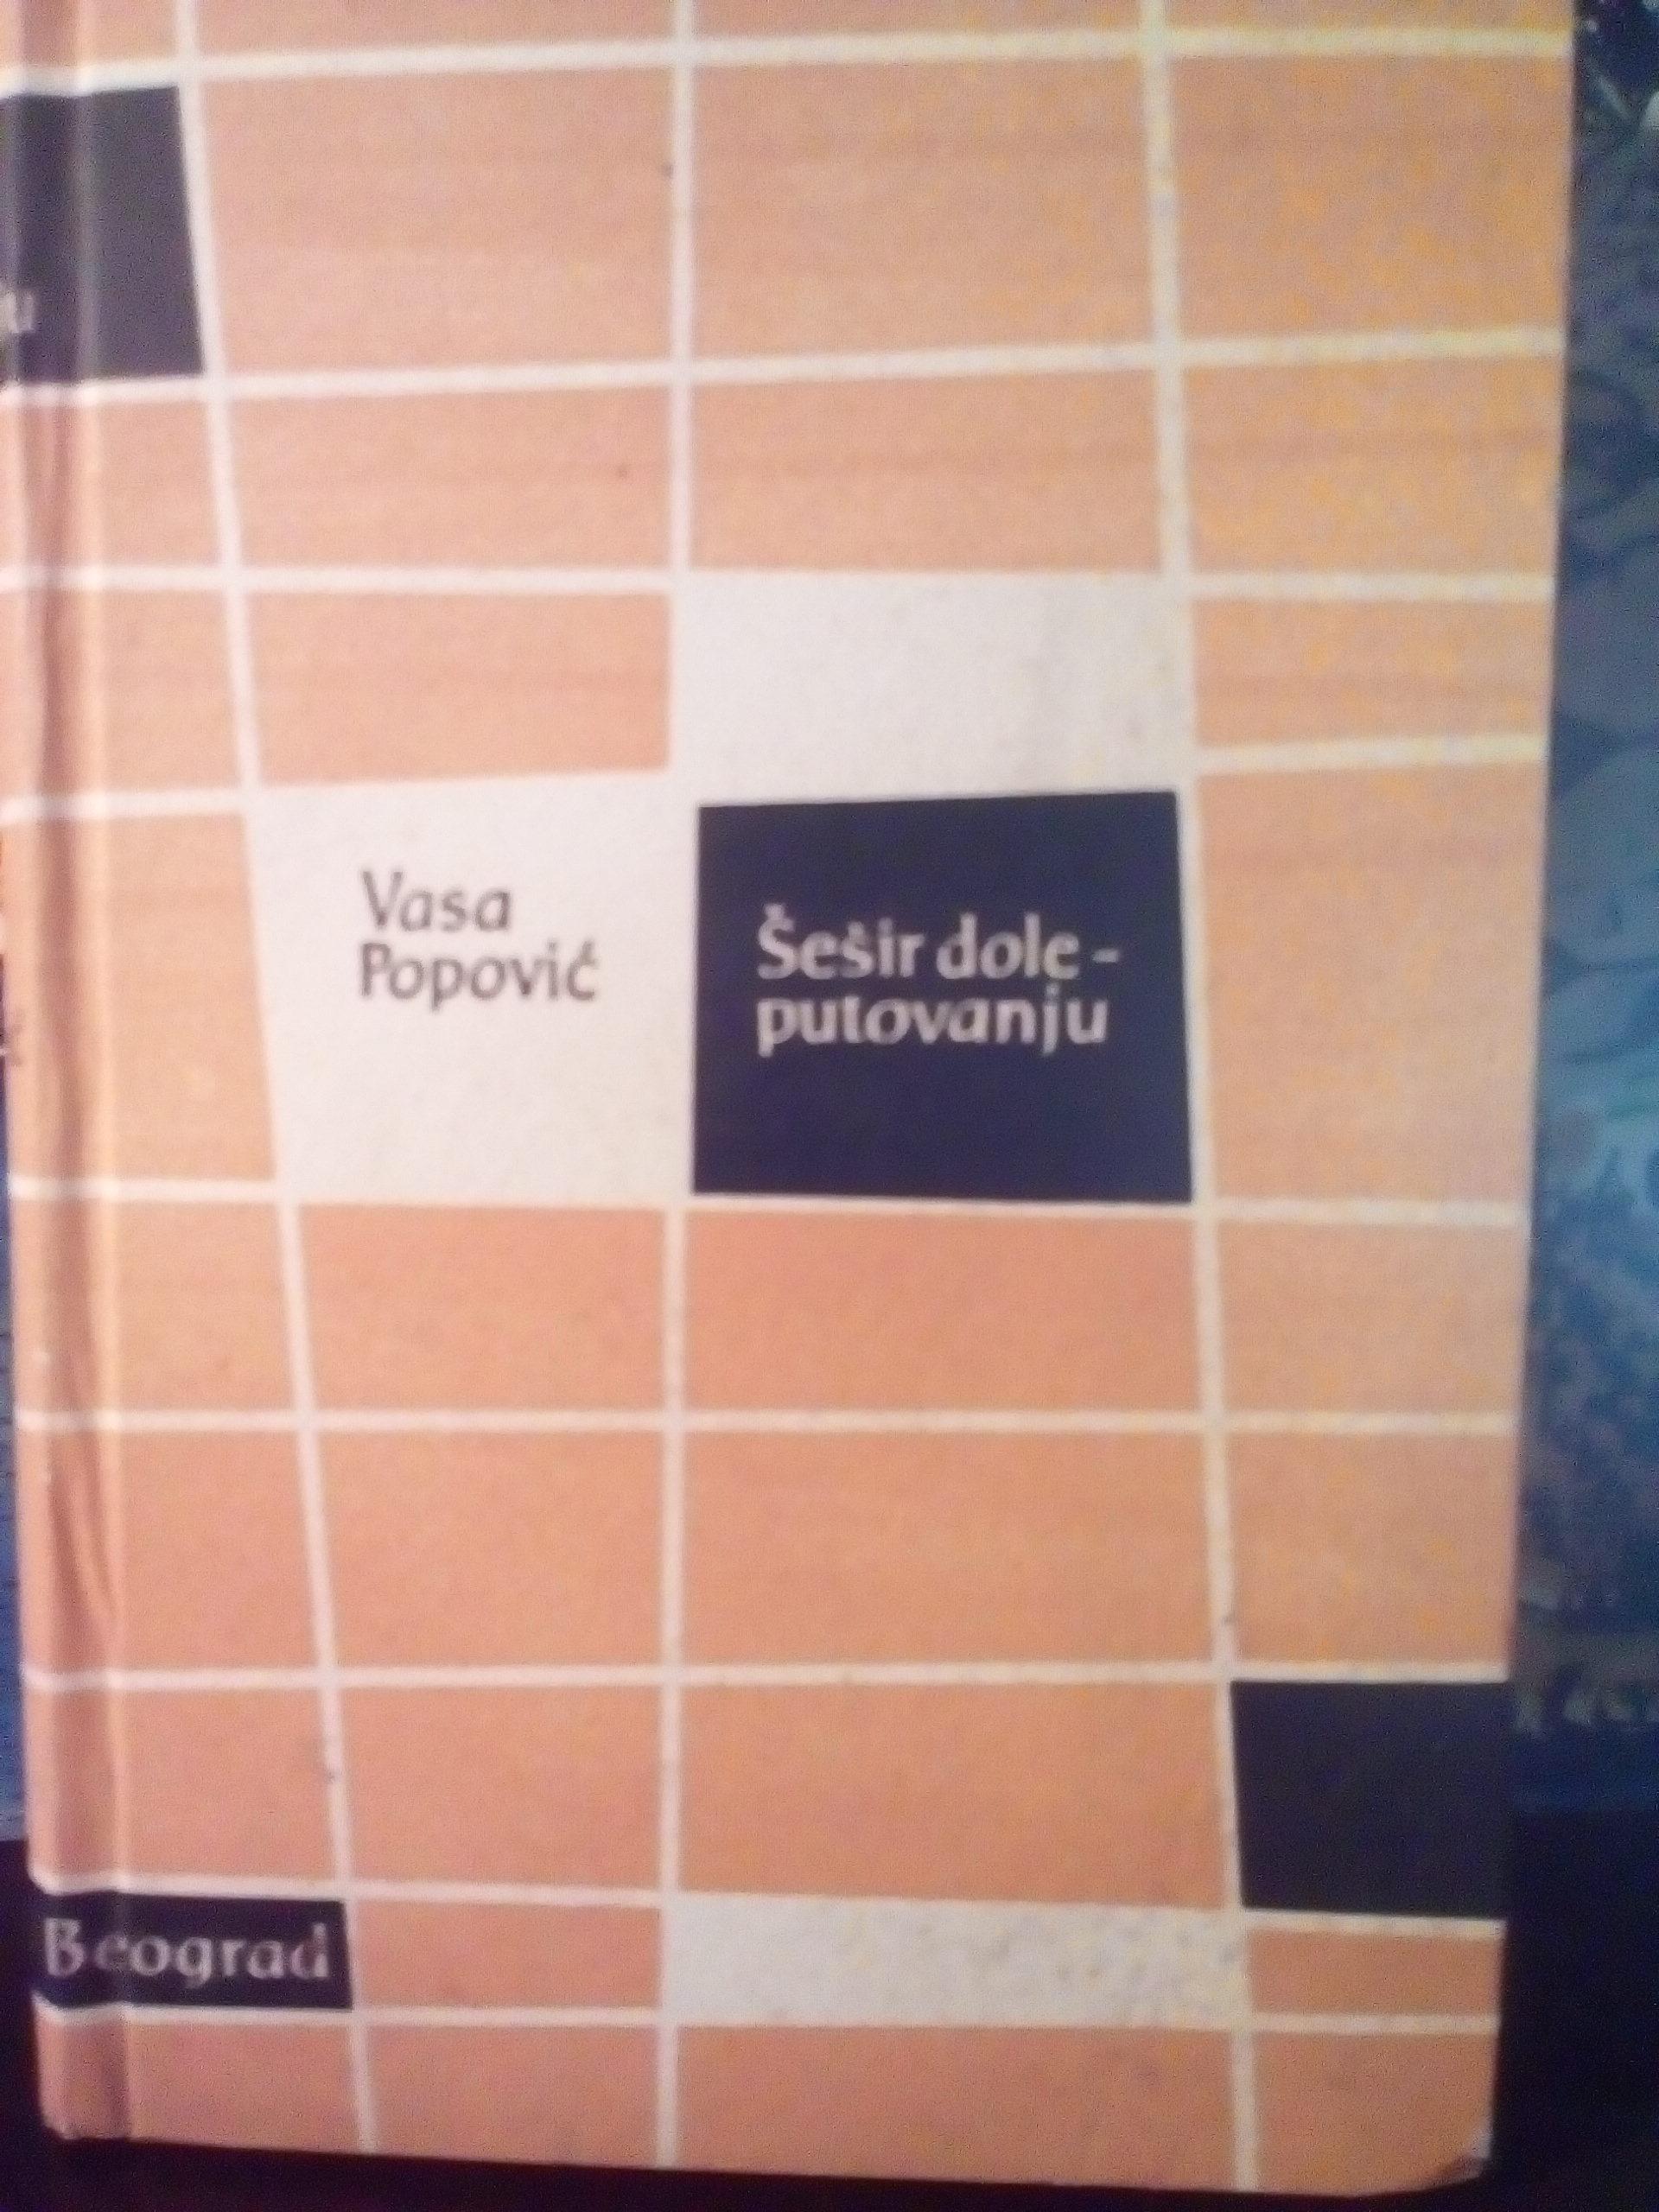 Vasa
Popović
Šešir dole -
putovanju
Beograd